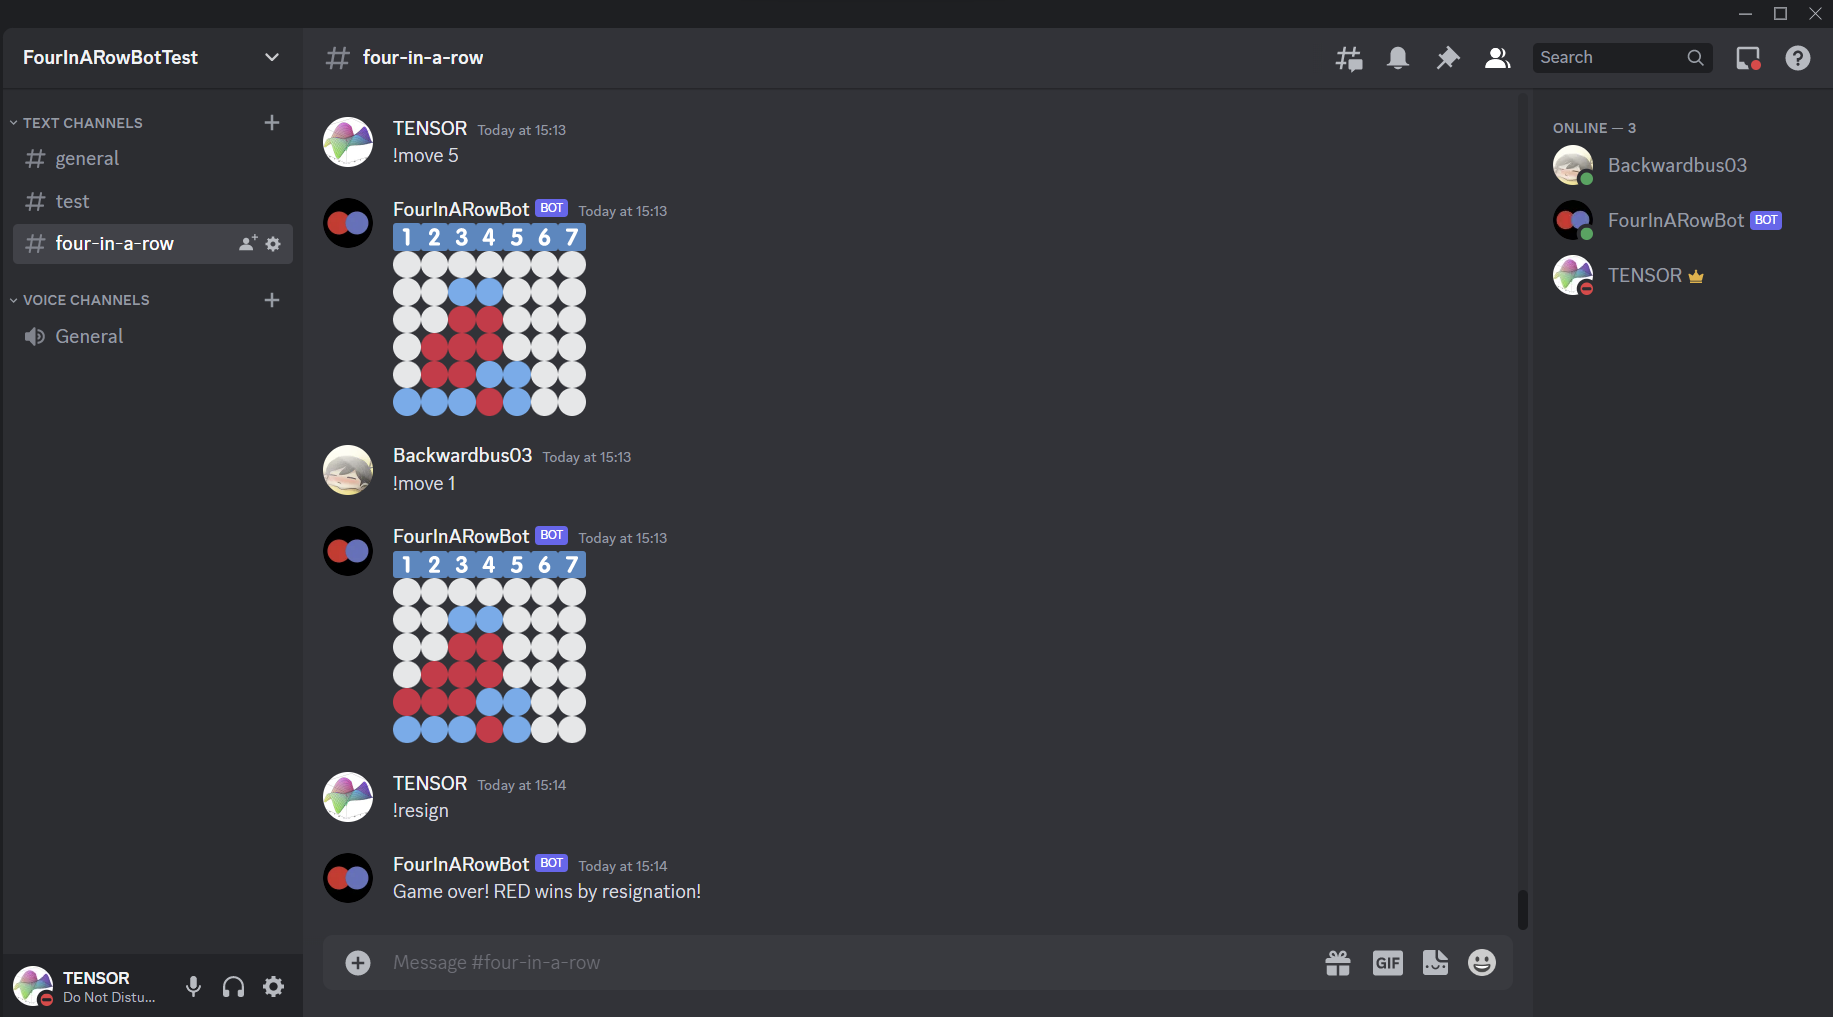 FourInARowBotTest
TEXT CHANNELS
general
test
four-in-a-row
VOICE CHANNELS
General
TENSOR
Do Not Distu...
four-in-a-row
Search
TENSOR Today at 15:13
!move 5
FourInARowBot BOT Today at 15:13
1 2 3 4 5 6 7
Backwardbus03 Today at 15:13
!move 1
FourInARowBot BOT Today at 15:13
1 2 3 4 5 6 7
TENSOR Today at 15:14
!resign
FourInARowBot BOT Today at 15:14
Game over! RED wins by resignation!
Message #four-in-a-row
GIF
ONLINE — 3
Backwardbus03
FourInARowBot BOT
TENSOR